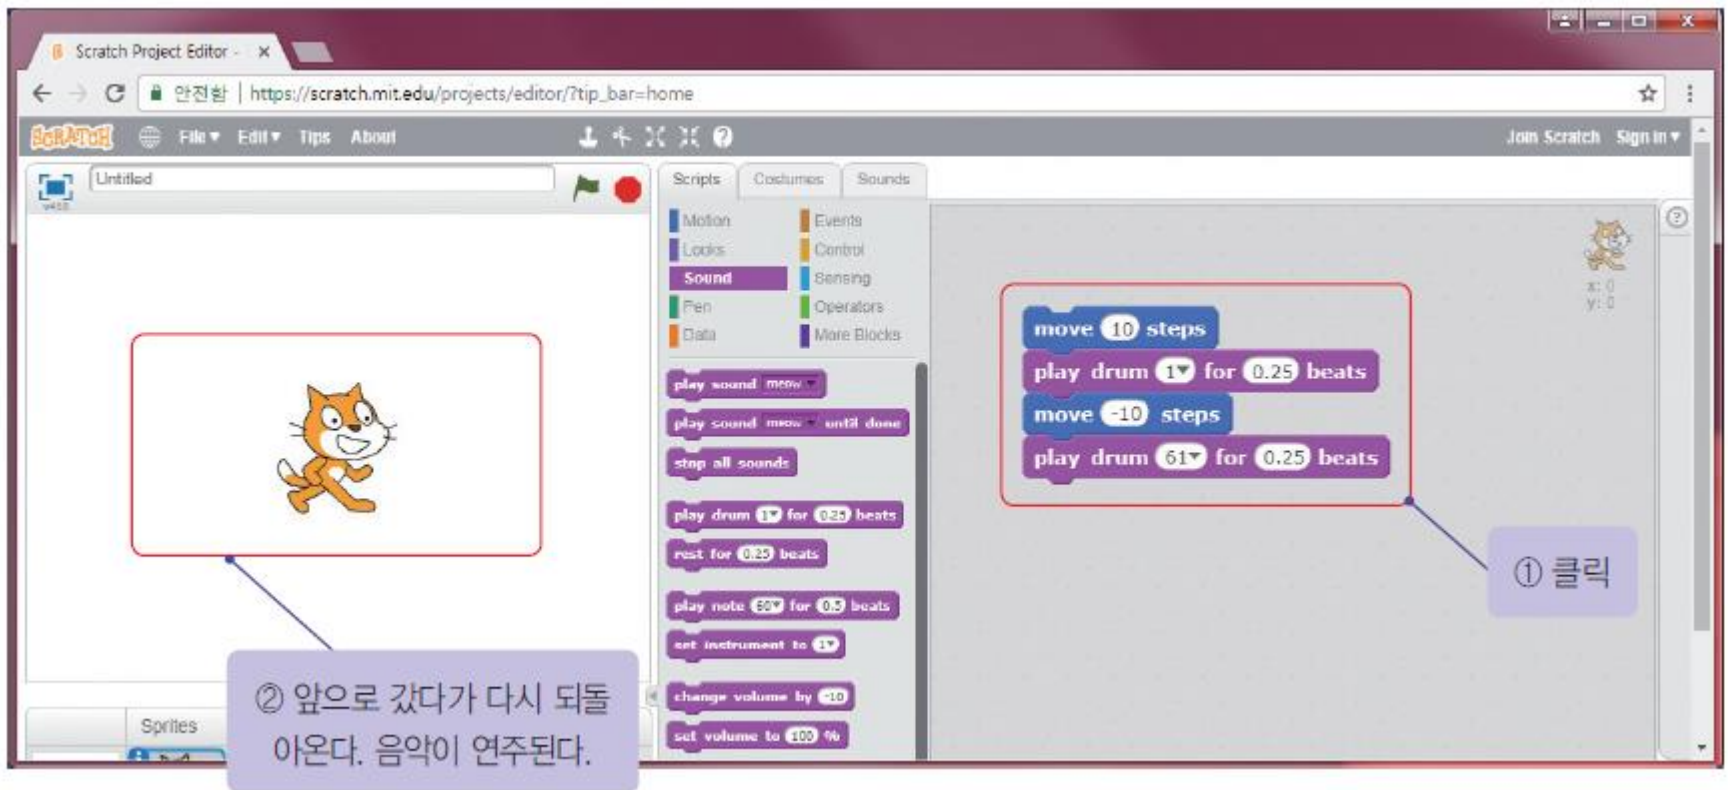 Scratch Project Editor - ×
안전함 | https://scratch.mit.edu/projects/editor/?tip_bar=home
SCRATCH File▼ Edit▼ Tips About Join Scratch Sign in▼
Untitled
Scripts Costumes Sounds
Motion Events
Looks Control
Sound Sensing
Pen Operators
Data More Blocks
play sound meow
play sound meow until done
stop all sounds
play drum 1▼ for 0.25 beats
rest for 0.25 beats
play note 60▼ for 0.5 beats
set instrument to 1▼
change volume by -10
set volume to 100 %
x: 0
y: 0
move 10 steps
play drum 1▼ for 0.25 beats
move -10 steps
play drum 61▼ for 0.25 beats
① 클릭
② 앞으로 갔다가 다시 되돌
아온다. 음악이 연주된다.
Sprites